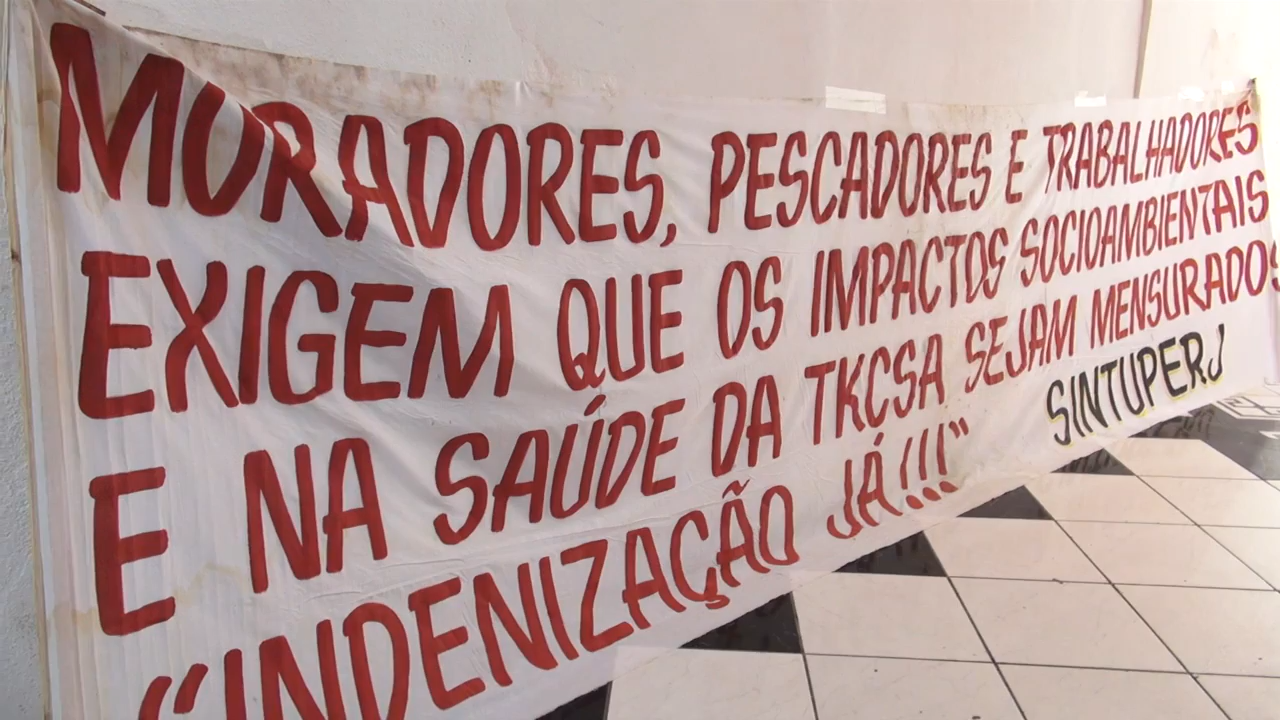 MORADORES, PESCADORES E TRABALHADORES
EXIGEM QUE OS IMPACTOS SOCIOAMBIENTAIS
E NA SAÚDE DA TKCSA SEJAM MENSURADOS
"INDENIZAÇÃO JÁ!!!"
SINTUPERJ